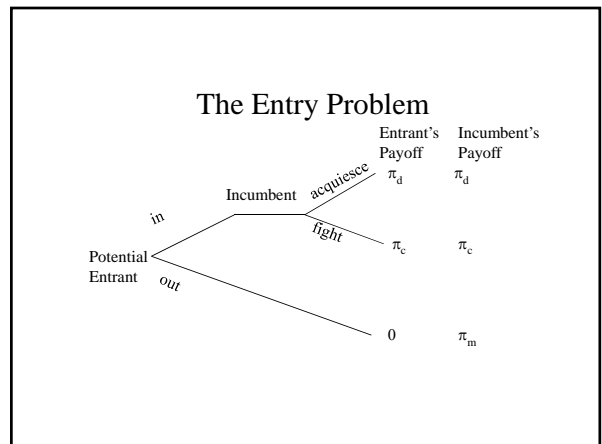 The Entry Problem
Entrant's Incumbent's
Payoff Payoff
acquiesce
π_d π_d
Incumbent
in
fight
π_c π_c
Potential
Entrant
out
0 π_m